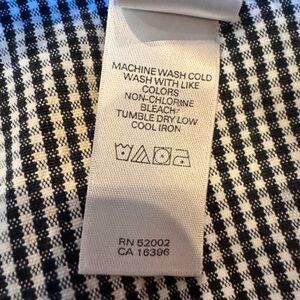 MACHINE WASH COLD
WASH WITH LIKE
COLORS
NON-CHLORINE
BLEACH
TUMBLE DRY LOW
COOL IRON
RN 52002
CA 16396